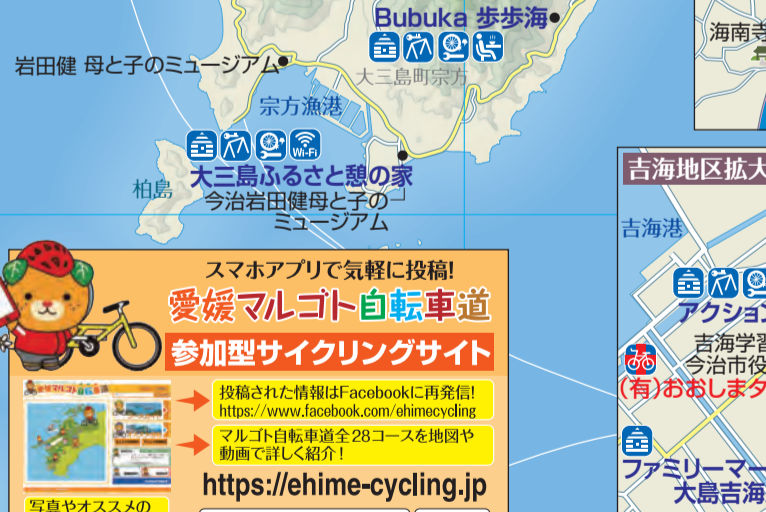 Bubuka 歩歩海
海南寺
岩田健 母と子のミュージアム
大三島町宗方
宗方漁港
Wi-Fi
大三島ふるさと憩の家
今治岩田健母と子の
ミュージアム
柏島
吉海地区拡大
吉海港
アクション
吉海学習
今治市役
(有)おおしまタ
ファミリーマー
大島吉海
スマホアプリで気軽に投稿!
愛媛マルゴト自転車道
参加型サイクリングサイト
愛媛マルゴト自転車道
投稿された情報はFacebookに再発信!
https://www.facebook.com/ehimecycling
マルゴト自転車道全28コースを地図や
動画で詳しく紹介!
https://ehime-cycling.jp
写真やオススメの